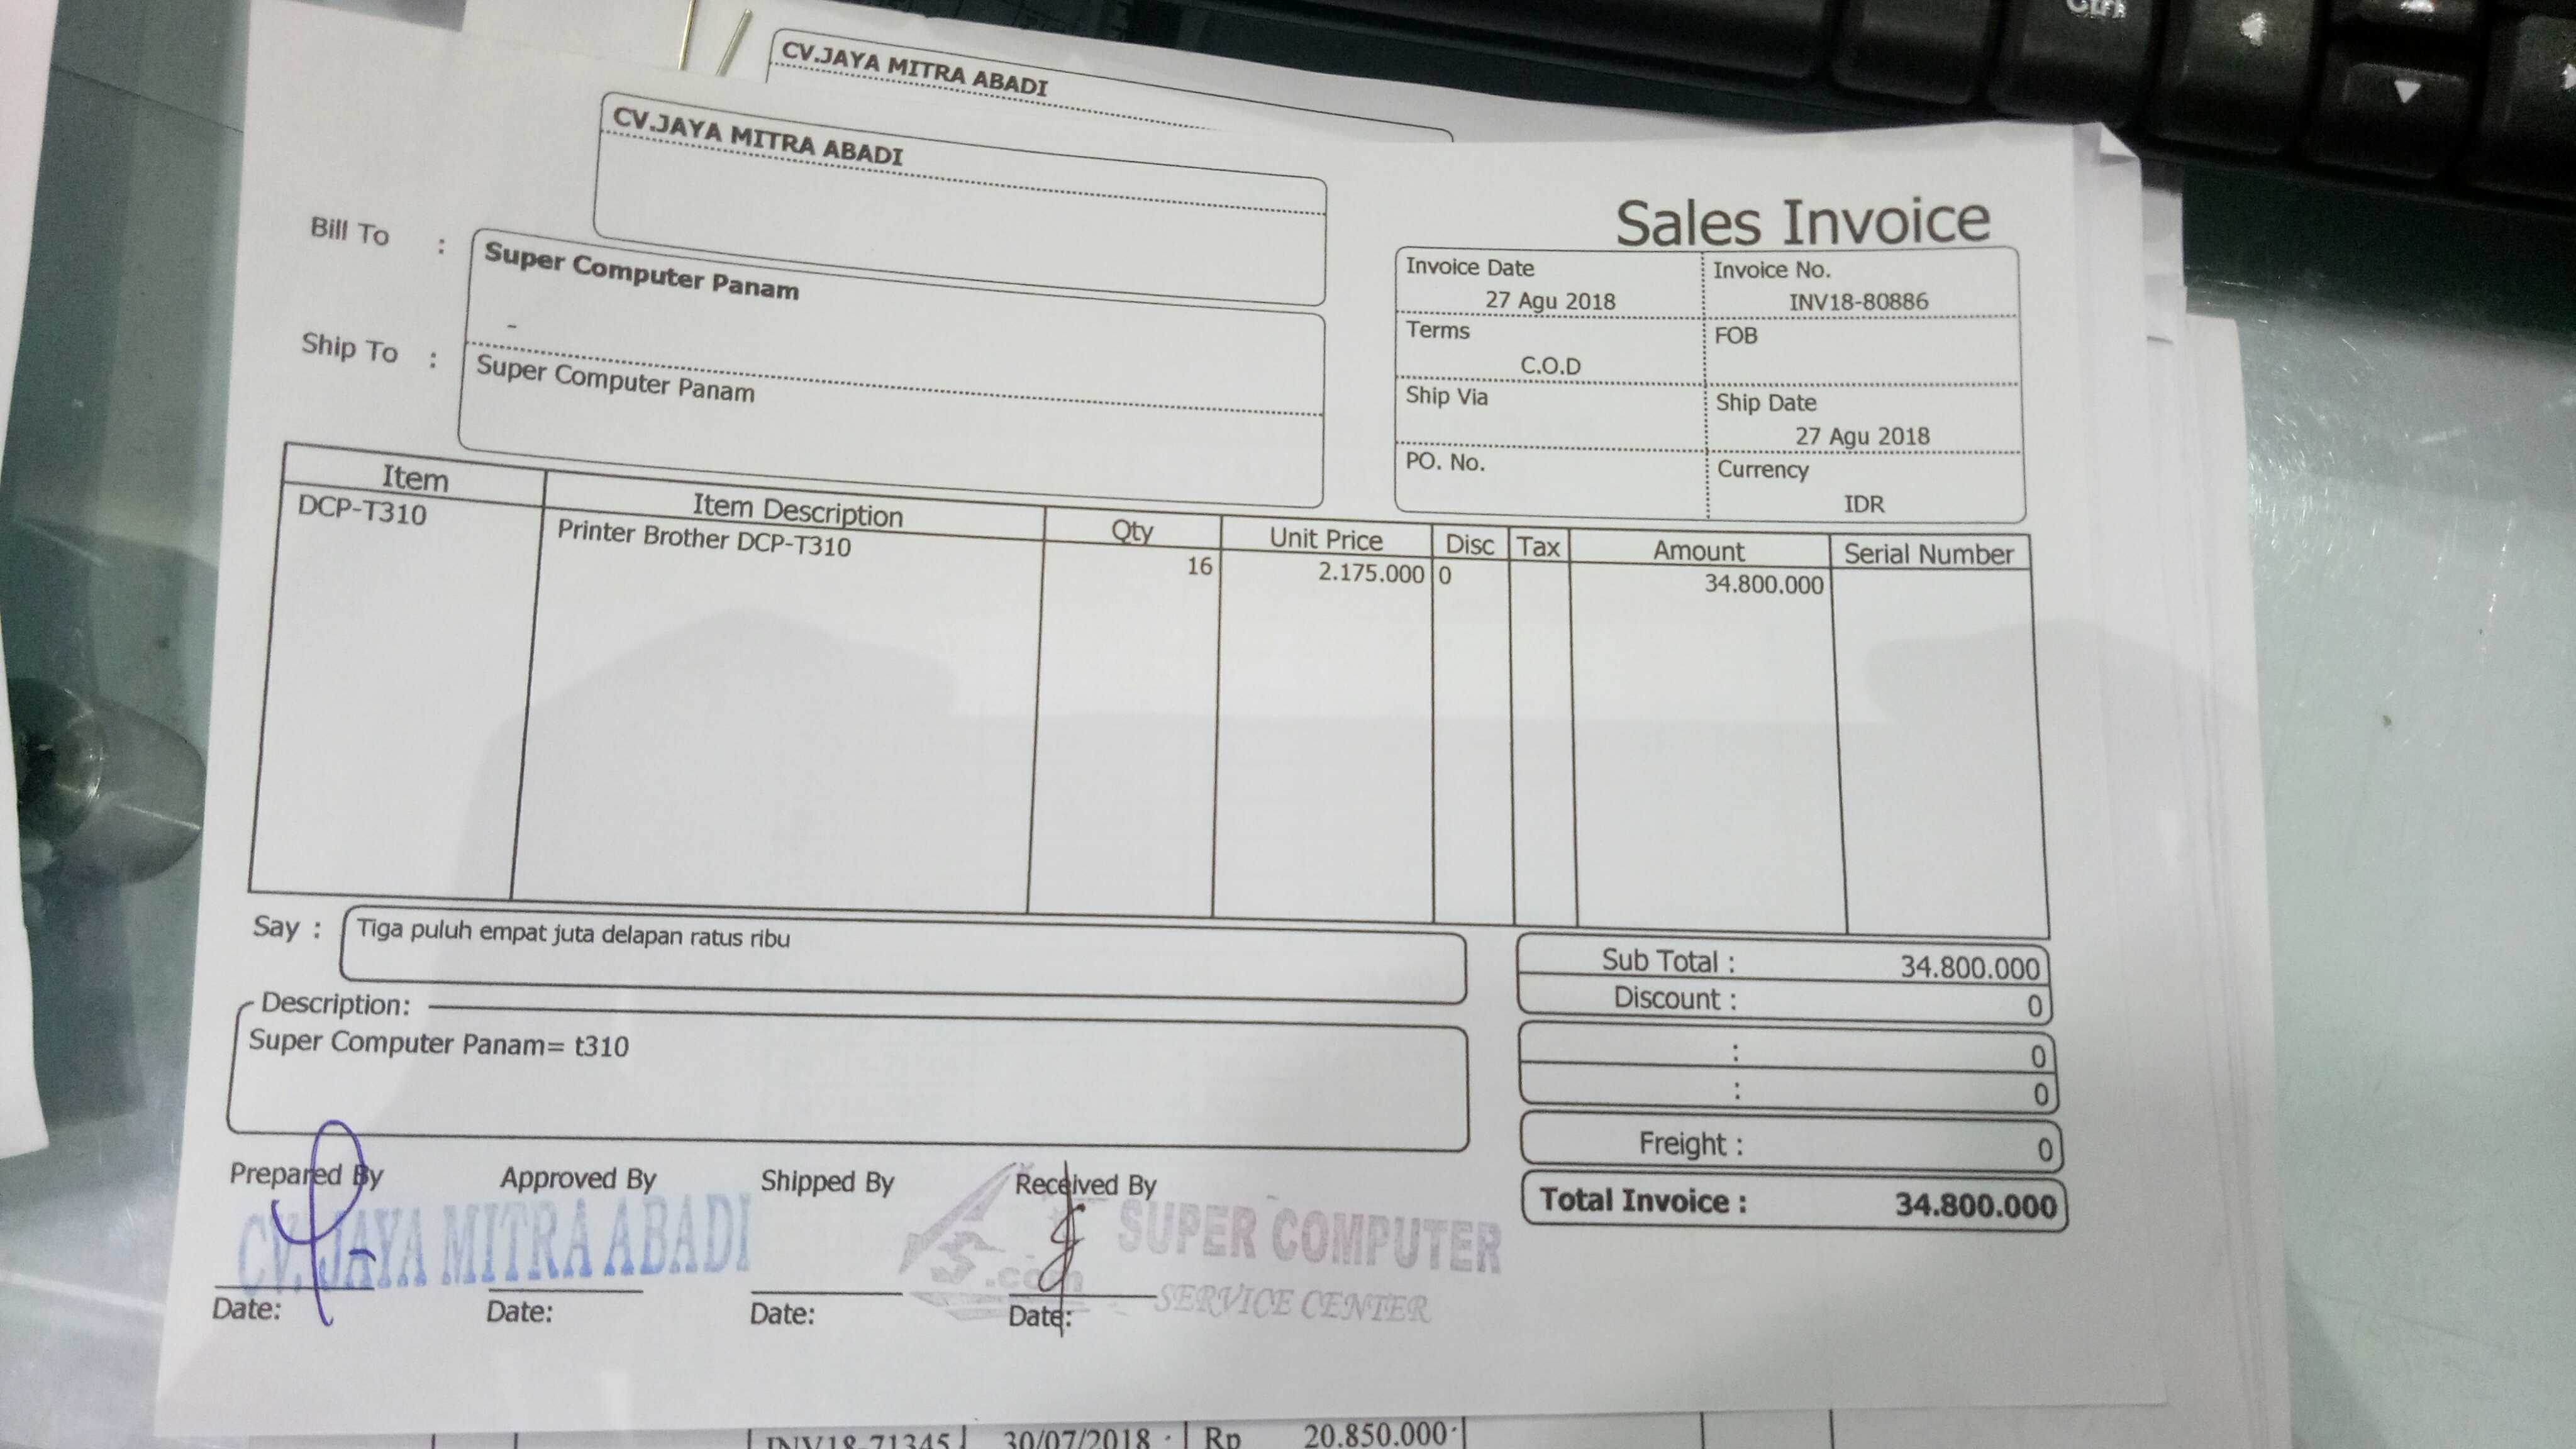 CV.JAYA MITRA ABADI
CV.JAYA MITRA ABADI
Sales Invoice
Bill To :
Super Computer Panam
-
Ship To :
Super Computer Panam
Invoice Date
27 Agu 2018
Invoice No.
INV18-80886
Terms
C.O.D
FOB
Ship Via
Ship Date
27 Agu 2018
PO. No.
Currency
IDR
Item Item Description Qty Unit Price Disc Tax Amount Serial Number
DCP-T310 Printer Brother DCP-T310 16 2.175.000 0 34.800.000
Say : Tiga puluh empat juta delapan ratus ribu
Sub Total : 34.800.000
Discount : 0
: 0
: 0
Freight : 0
Total Invoice : 34.800.000
Description:
Super Computer Panam= t310
Prepared By Approved By Shipped By Received By
CV. JAYA MITRA ABADI
S.com SUPER COMPUTER
SERVICE CENTER
Date: Date: Date: Date:
INV18-71345 30/07/2018 Rp 20.850.000
Ctrl